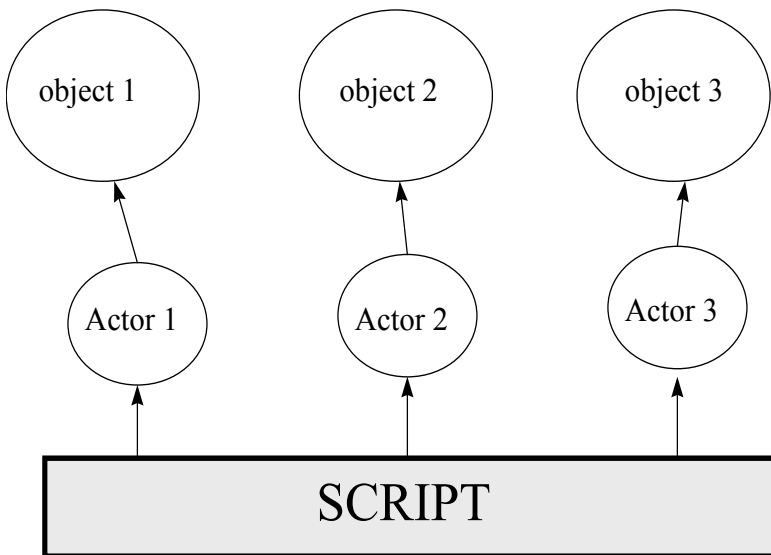 object 1
object 2
object 3
Actor 1
Actor 2
Actor 3
SCRIPT